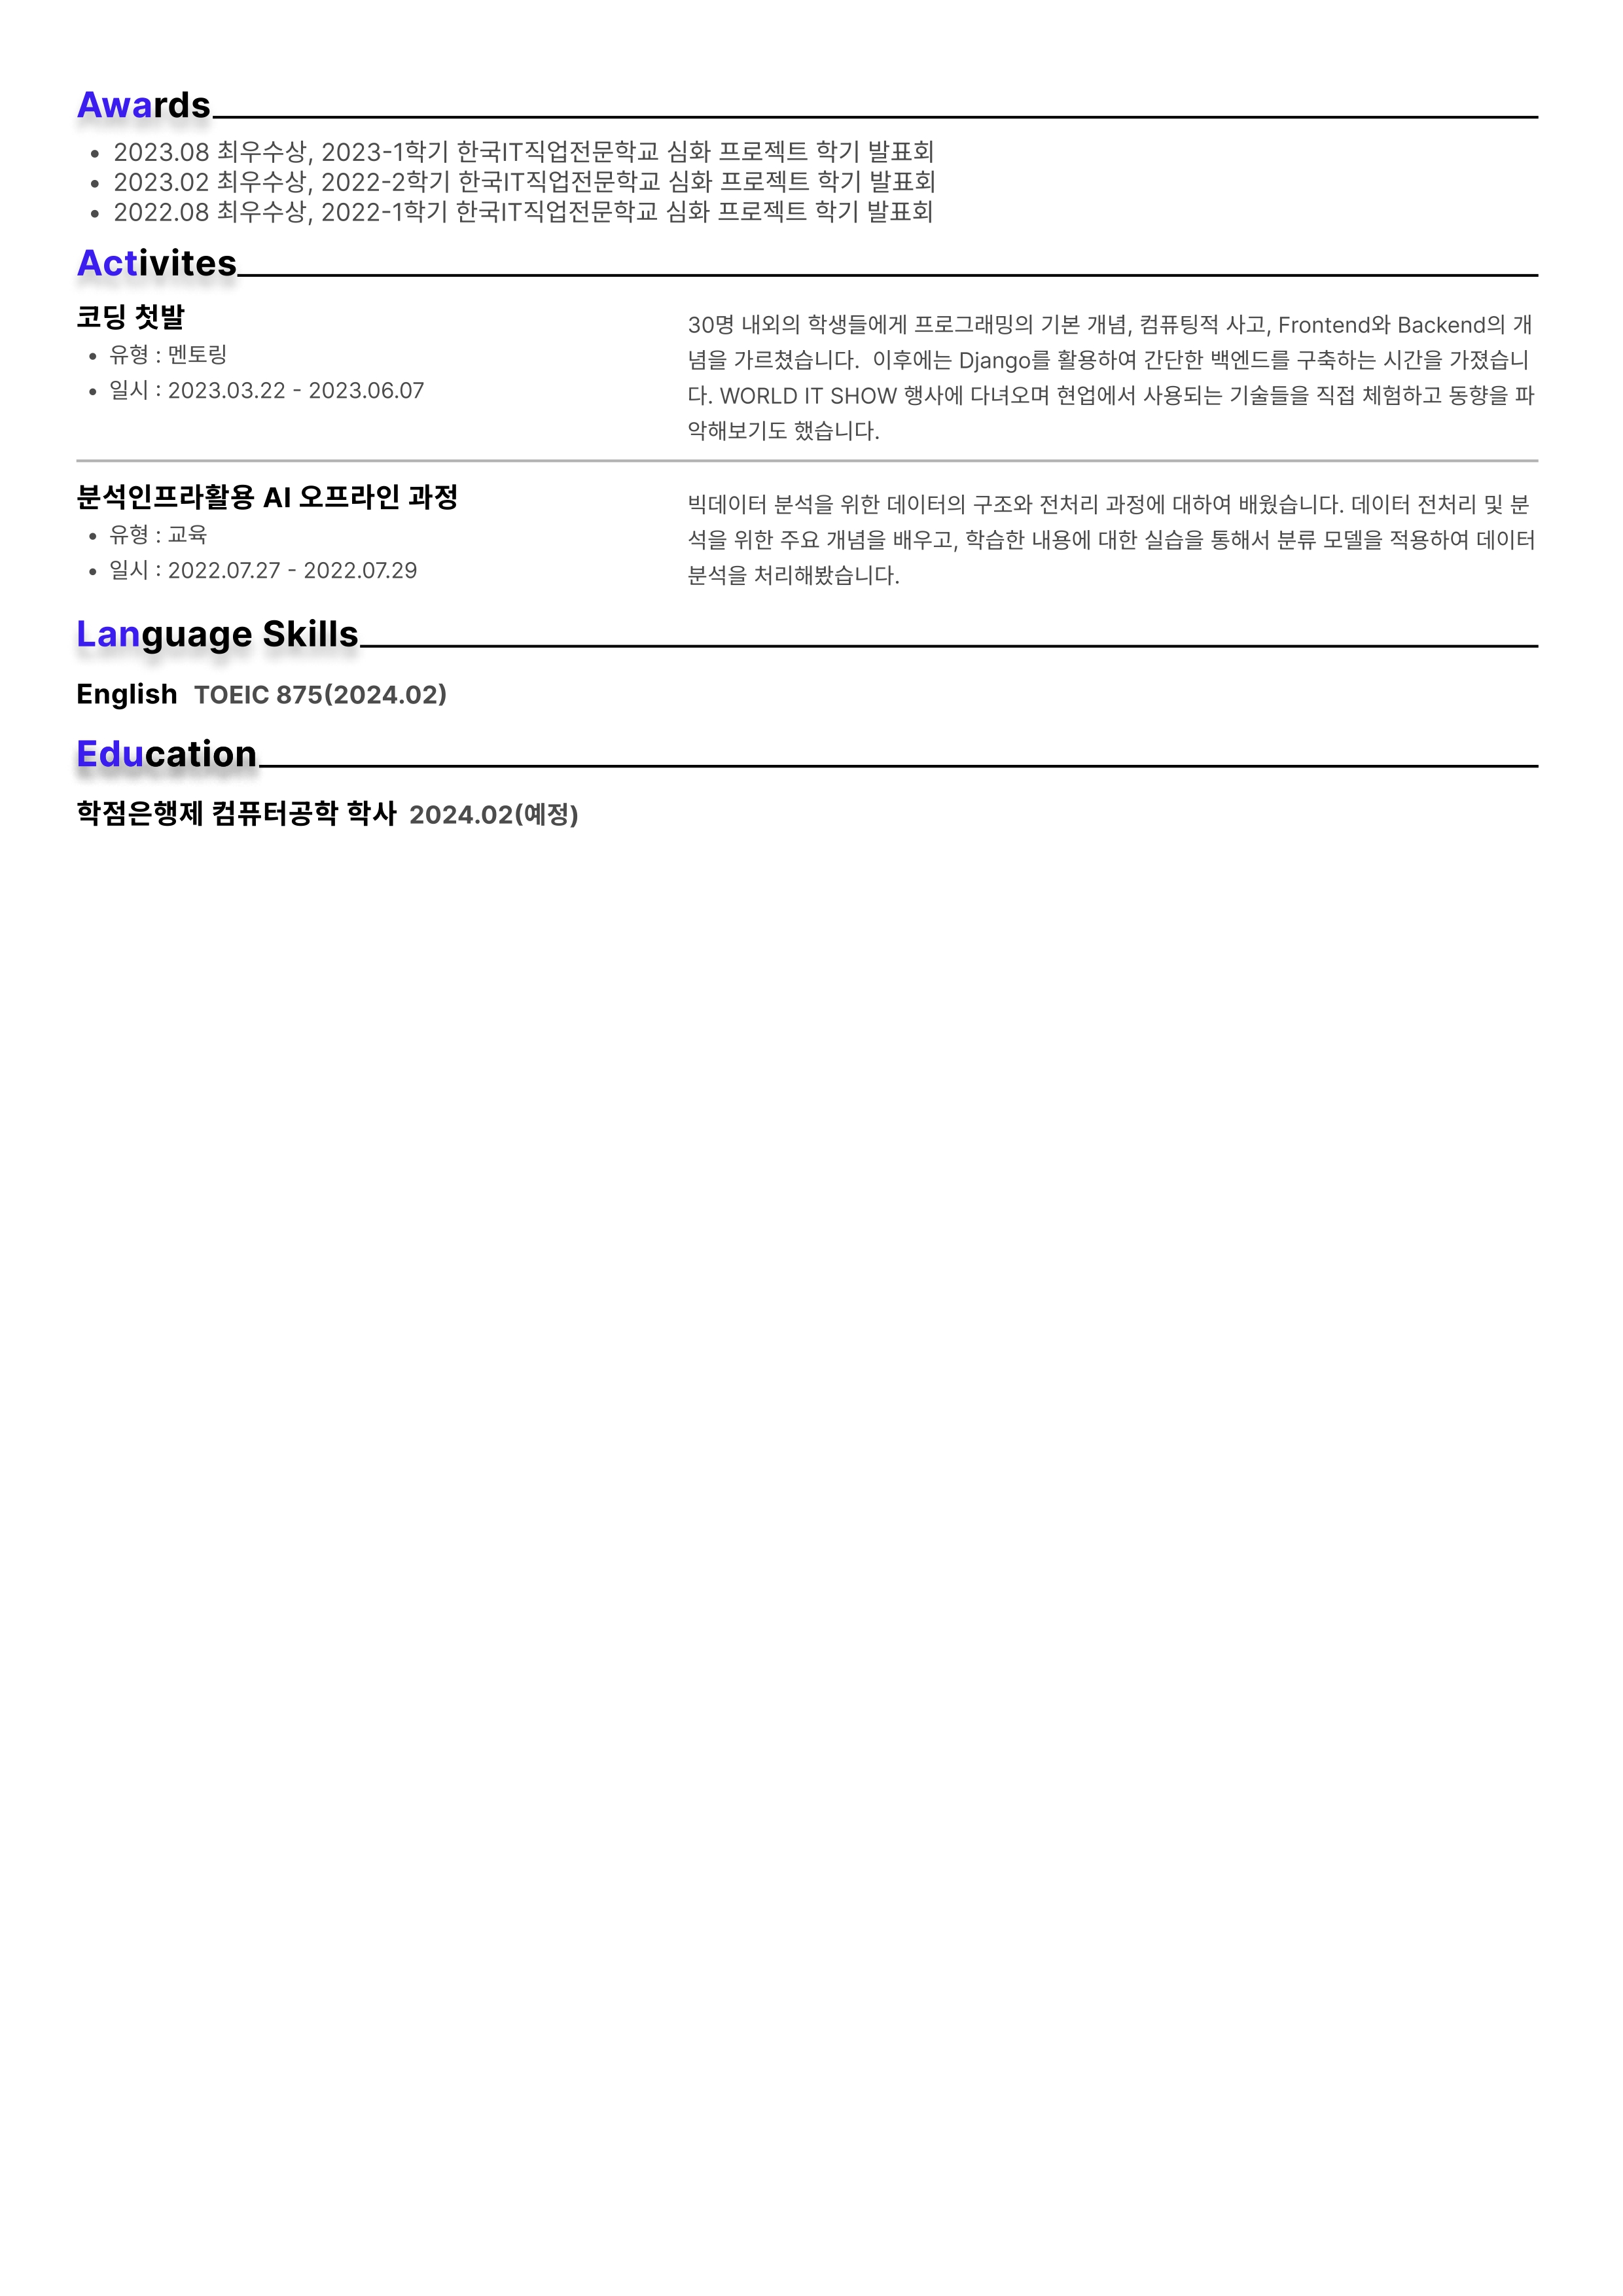 Awards
• 2023.08 최우수상, 2023-1학기 한국IT직업전문학교 심화 프로젝트 학기 발표회
• 2023.02 최우수상, 2022-2학기 한국IT직업전문학교 심화 프로젝트 학기 발표회
• 2022.08 최우수상, 2022-1학기 한국IT직업전문학교 심화 프로젝트 학기 발표회
Activites
코딩 첫발
• 유형 : 멘토링
• 일시 : 2023.03.22 - 2023.06.07
30명 내외의 학생들에게 프로그래밍의 기본 개념, 컴퓨팅적 사고, Frontend와 Backend의 개
념을 가르쳤습니다.  이후에는 Django를 활용하여 간단한 백엔드를 구축하는 시간을 가졌습니
다. WORLD IT SHOW 행사에 다녀오며 현업에서 사용되는 기술들을 직접 체험하고 동향을 파
악해보기도 했습니다.
분석인프라활용 AI 오프라인 과정
• 유형 : 교육
• 일시 : 2022.07.27 - 2022.07.29
빅데이터 분석을 위한 데이터의 구조와 전처리 과정에 대하여 배웠습니다. 데이터 전처리 및 분
석을 위한 주요 개념을 배우고, 학습한 내용에 대한 실습을 통해서 분류 모델을 적용하여 데이터
분석을 처리해봤습니다.
Language Skills
English TOEIC 875(2024.02)
Education
학점은행제 컴퓨터공학 학사 2024.02(예정)